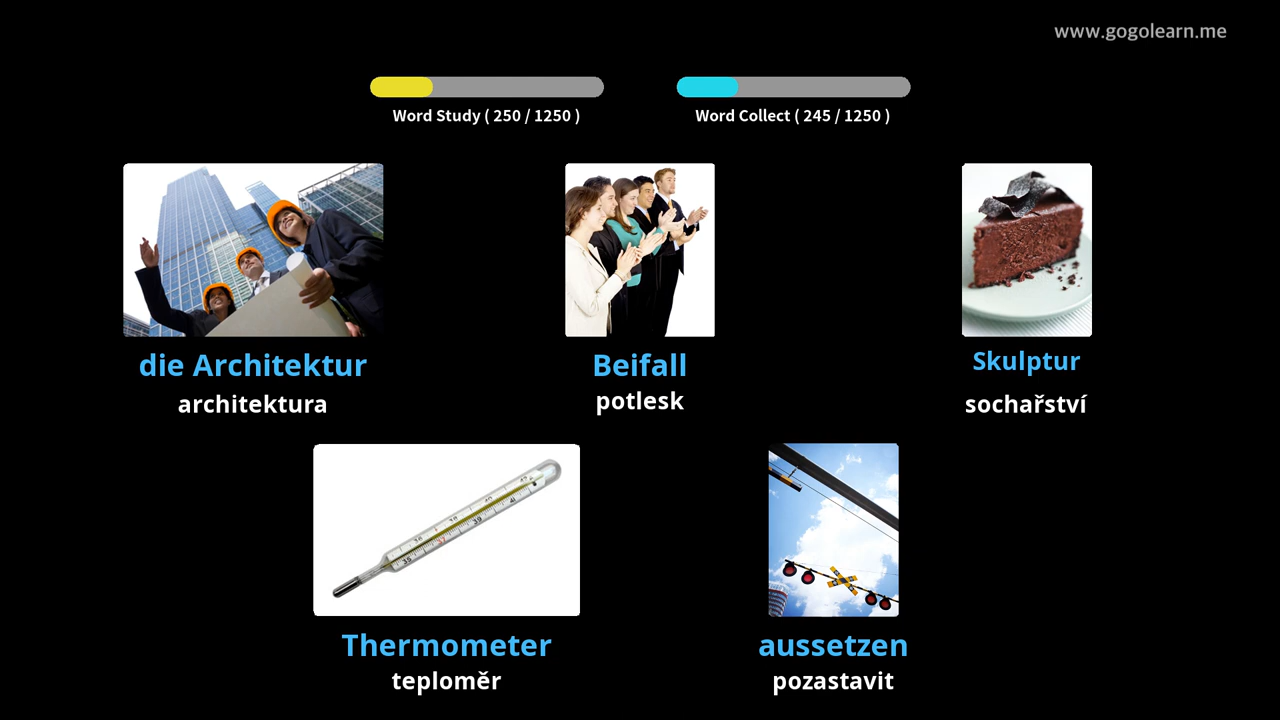 www.gogolearn.me
Word Study ( 250 / 1250 )
Word Collect ( 245 / 1250 )
die Architektur
architektura
Beifall
potlesk
Skulptur
sochařství
Thermometer
teploměr
aussetzen
pozastavit